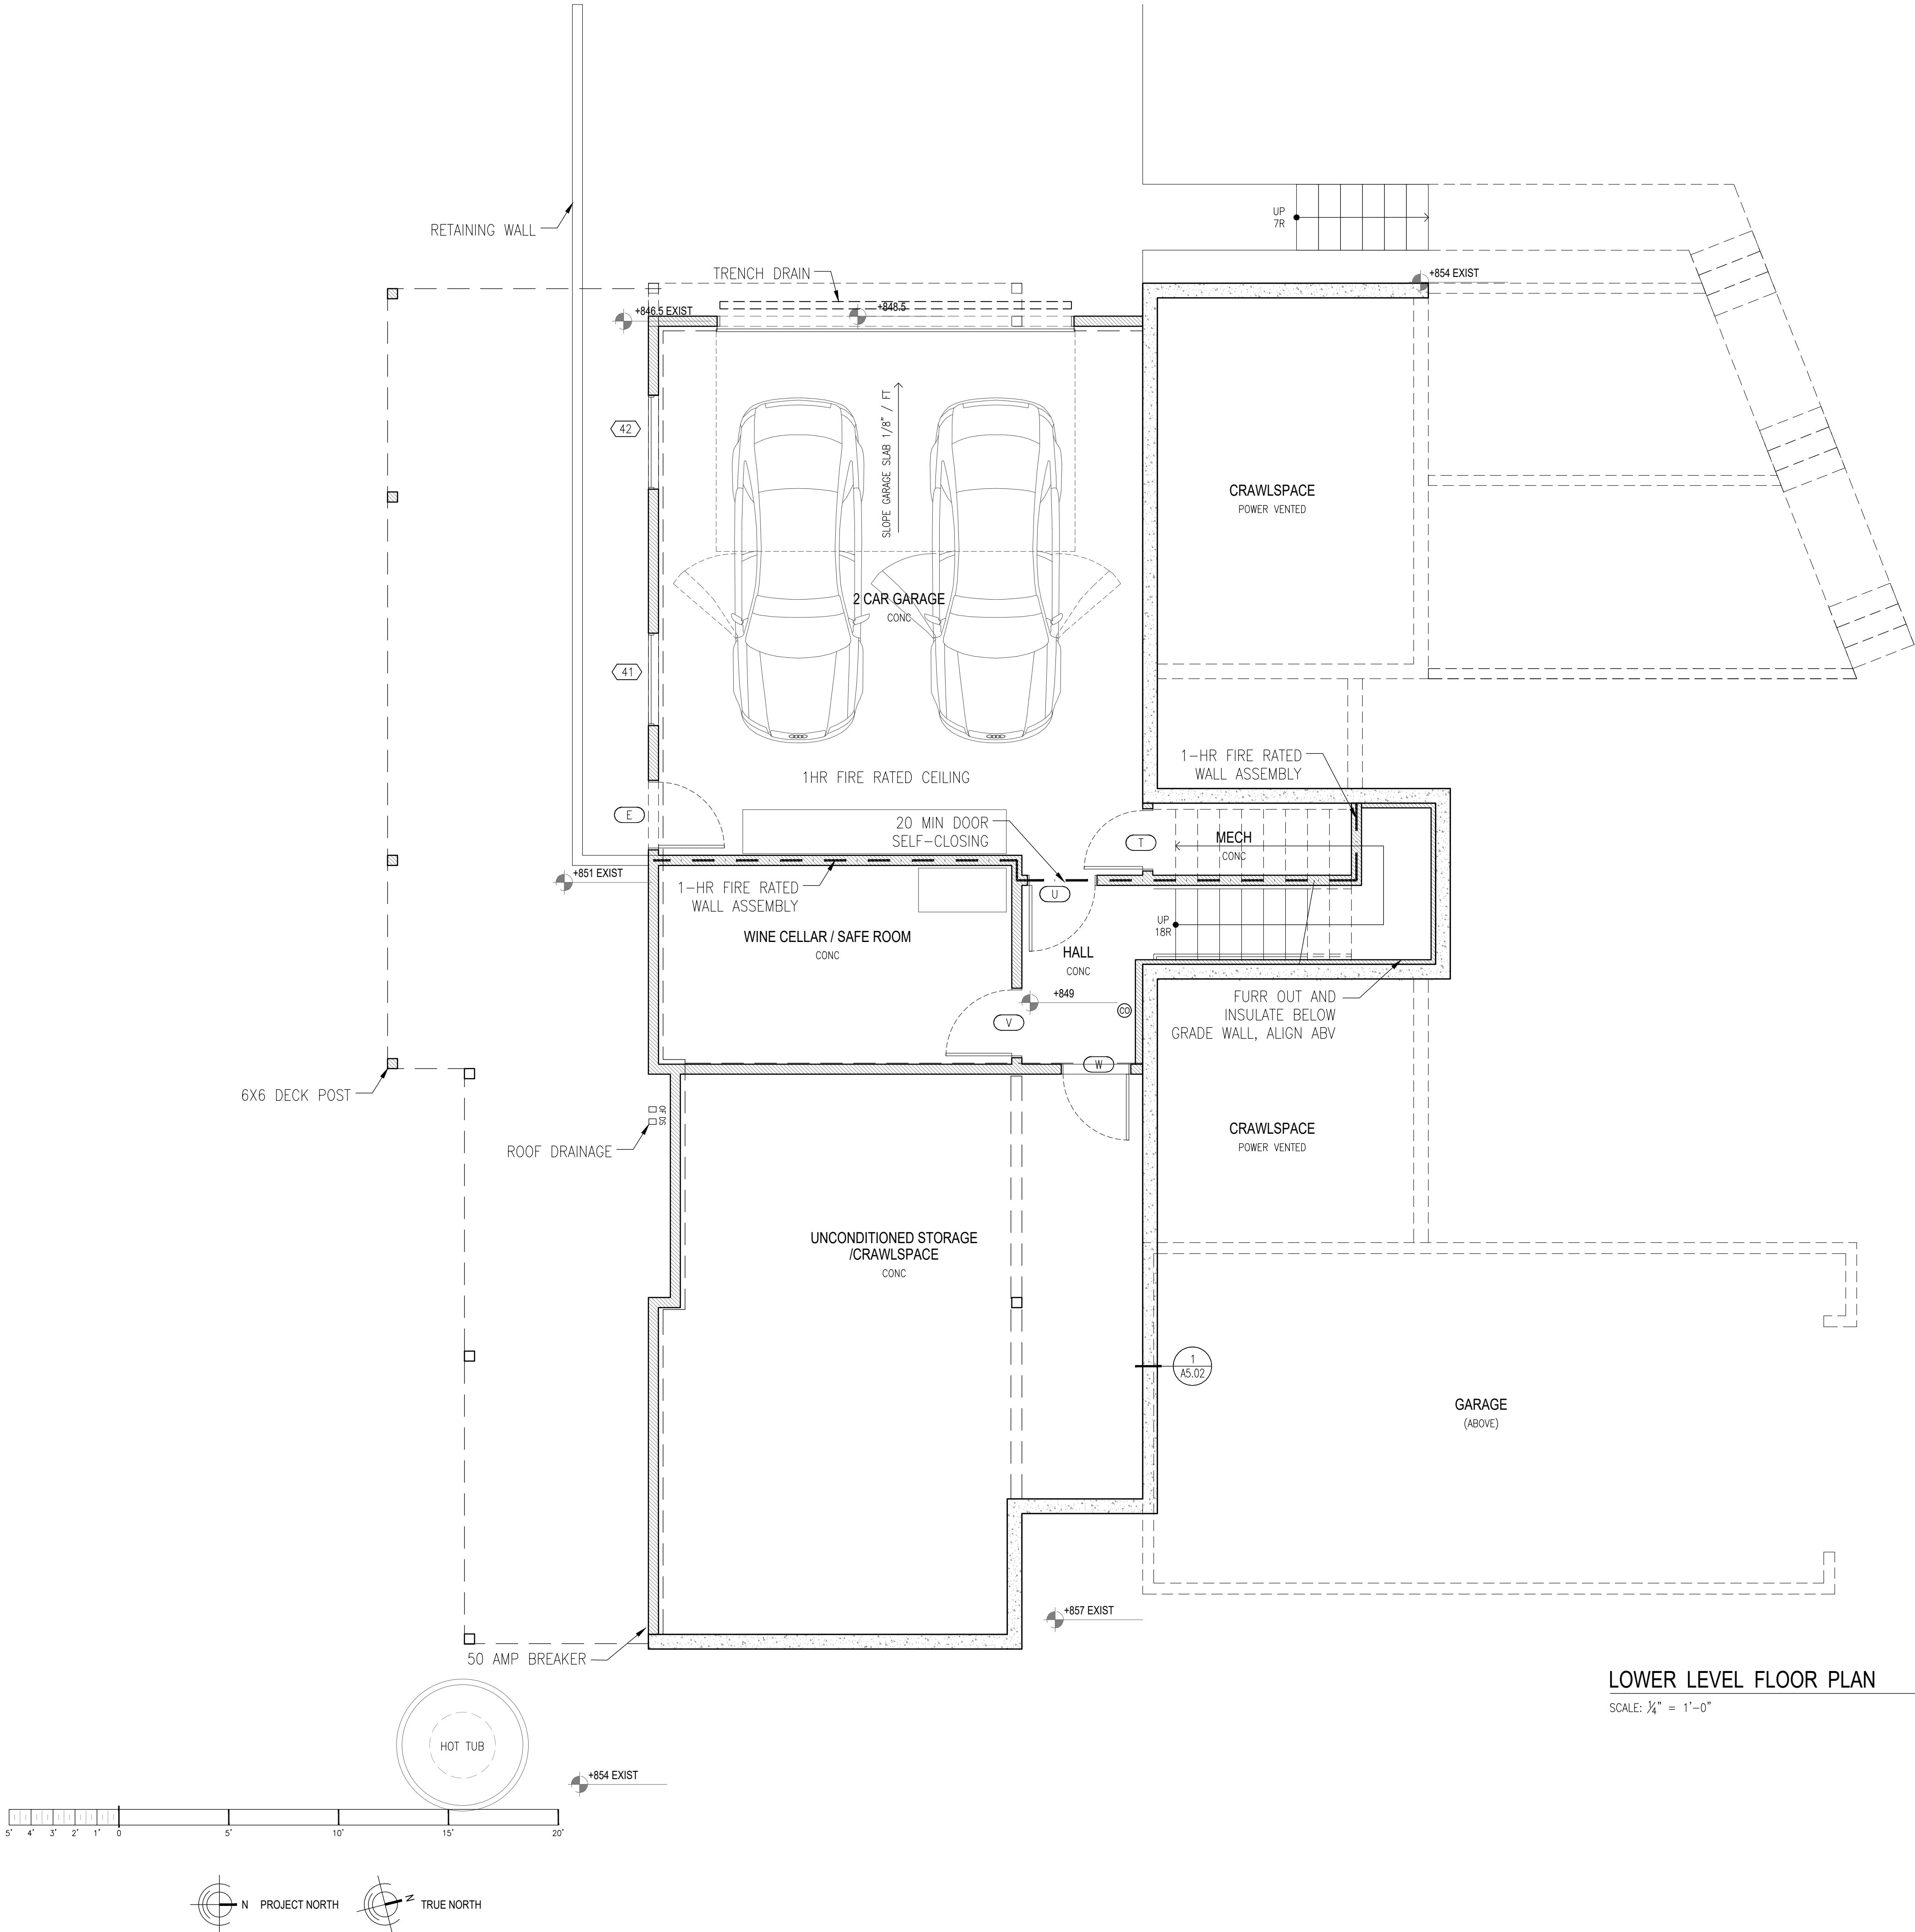 UP
7R
RETAINING WALL
TRENCH DRAIN
+854 EXIST
+846.5 EXIST
+848.5
42
SLOPE GARAGE SLAB 1/8" / FT
CRAWLSPACE
POWER VENTED
2 CAR GARAGE
CONC
41
1-HR FIRE RATED
WALL ASSEMBLY
1HR FIRE RATED CEILING
E
20 MIN DOOR
SELF-CLOSING
T
MECH
CONC
+851 EXIST
1-HR FIRE RATED
WALL ASSEMBLY
U
UP
18R
WINE CELLAR / SAFE ROOM
CONC
HALL
CONC
+849
CO
V
FURR OUT AND
INSULATE BELOW
GRADE WALL, ALIGN ABV
W
6X6 DECK POST
OF DS
ROOF DRAINAGE
CRAWLSPACE
POWER VENTED
UNCONDITIONED STORAGE
/CRAWLSPACE
CONC
1
A5.02
GARAGE
(ABOVE)
+857 EXIST
50 AMP BREAKER
LOWER LEVEL FLOOR PLAN
SCALE: 1/4" = 1'-0"
HOT TUB
+854 EXIST
5' 4' 3' 2' 1' 0 5' 10' 15' 20'
N PROJECT NORTH
N TRUE NORTH